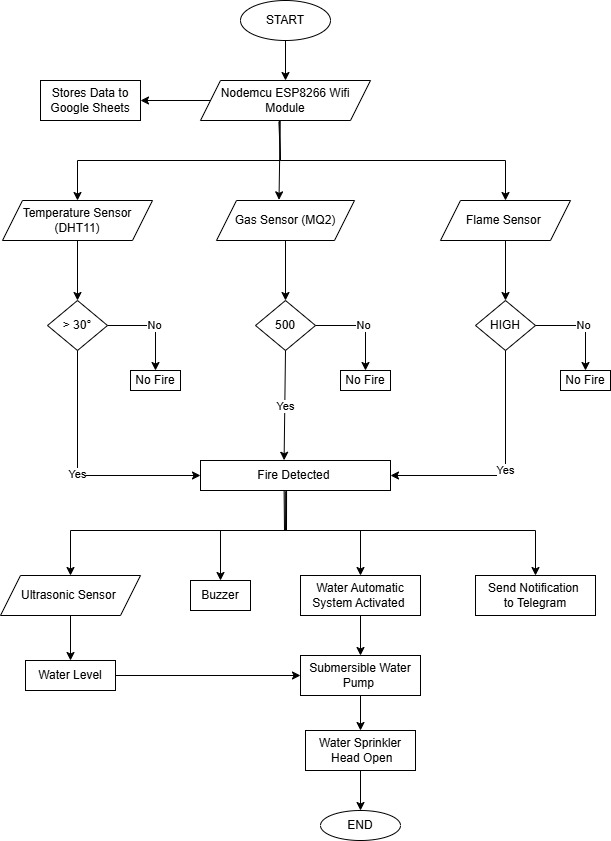 START
Stores Data to
Google Sheets
Nodemcu ESP8266 Wifi
Module
Temperature Sensor
(DHT11)
Gas Sensor (MQ2)
Flame Sensor
> 30°
No
500
No
HIGH
No
No Fire
No Fire
No Fire
Yes
Yes
Fire Detected
Yes
Ultrasonic Sensor
Buzzer
Water Automatic
System Activated
Send Notification
to Telegram
Water Level
Submersible Water
Pump
Water Sprinkler
Head Open
END